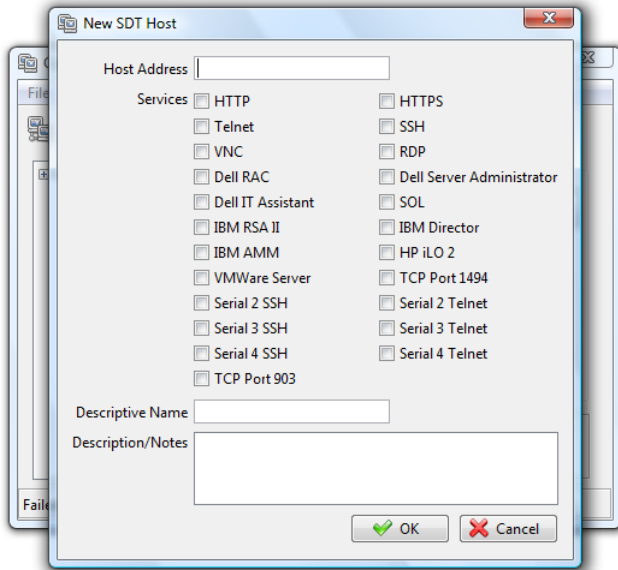 New SDT Host
Host Address
Services HTTP HTTPS
Telnet SSH
VNC RDP
Dell RAC Dell Server Administrator
Dell IT Assistant SOL
IBM RSA II IBM Director
IBM AMM HP iLO 2
VMWare Server TCP Port 1494
Serial 2 SSH Serial 2 Telnet
Serial 3 SSH Serial 3 Telnet
Serial 4 SSH Serial 4 Telnet
TCP Port 903
Descriptive Name
Description/Notes
OK Cancel